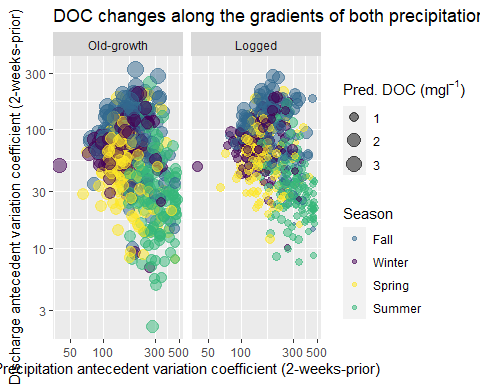 DOC changes along the gradients of both precipitation
Old-growth
Logged
300
100
30
10
3
50
100
300
500
50
100
300
500
Discharge antecedent variation coefficient (2-weeks-prior)
Precipitation antecedent variation coefficient (2-weeks-prior)
Pred. DOC (mgl⁻¹)
1
2
3
Season
Fall
Winter
Spring
Summer